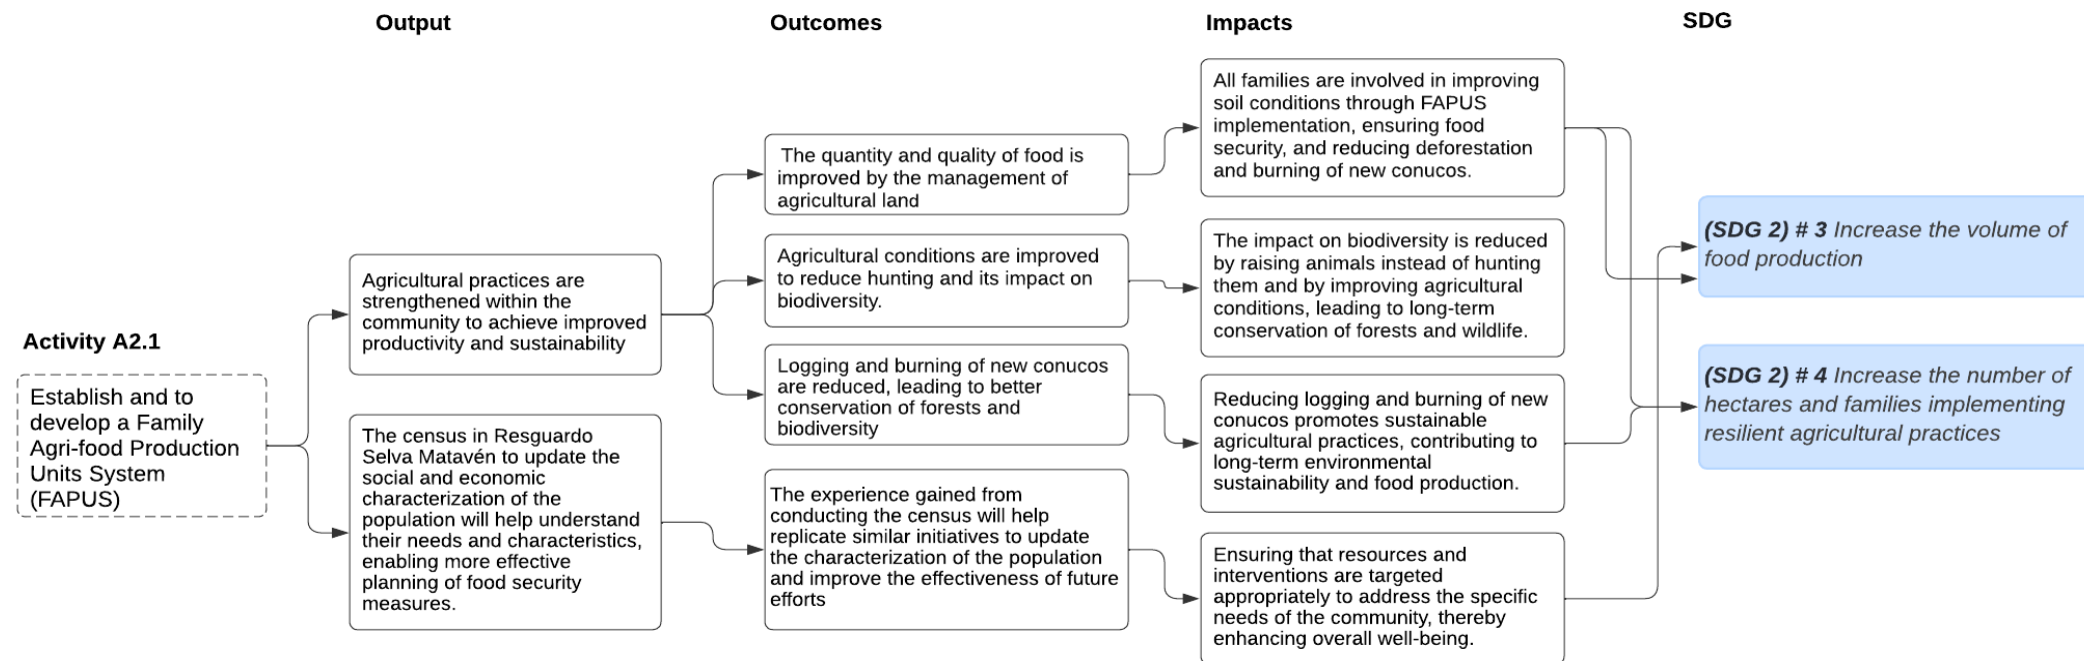 Output
Outcomes
Impacts
SDG
Activity A2.1
Establish and to
develop a Family
Agri-food Production
Units System
(FAPUS)
Agricultural practices are
strengthened within the
community to achieve improved
productivity and sustainability
The census in Resguardo
Selva Matavén to update the
social and economic
characterization of the
population will help understand
their needs and characteristics,
enabling more effective
planning of food security
measures.
The quantity and quality of food is
improved by the management of
agricultural land
Agricultural conditions are improved
to reduce hunting and its impact on
biodiversity.
Logging and burning of new conucos
are reduced, leading to better
conservation of forests and
biodiversity
The experience gained from
conducting the census will help
replicate similar initiatives to update
the characterization of the population
and improve the effectiveness of future
efforts
All families are involved in improving
soil conditions through FAPUS
implementation, ensuring food
security, and reducing deforestation
and burning of new conucos.
The impact on biodiversity is reduced
by raising animals instead of hunting
them and by improving agricultural
conditions, leading to long-term
conservation of forests and wildlife.
Reducing logging and burning of new
conucos promotes sustainable
agricultural practices, contributing to
long-term environmental
sustainability and food production.
Ensuring that resources and
interventions are targeted
appropriately to address the specific
needs of the community, thereby
enhancing overall well-being.
(SDG 2) # 3 Increase the volume of
food production
(SDG 2) # 4 Increase the number of
hectares and families implementing
resilient agricultural practices